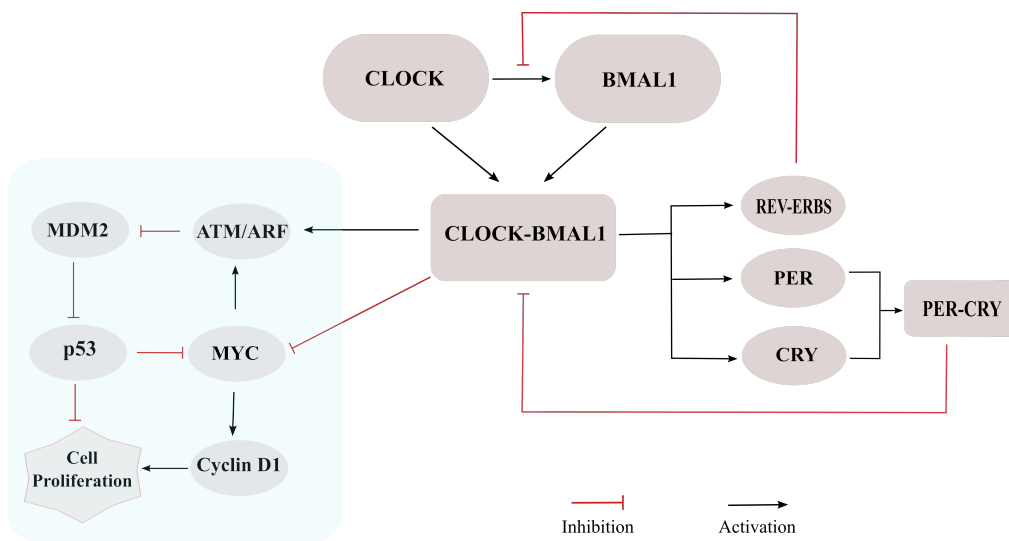 CLOCK
BMAL1
REV-ERBS
MDM2
ATM/ARF
CLOCK-BMAL1
PER
PER-CRY
p53
MYC
CRY
Cell
Proliferation
Cyclin D1
Inhibition
Activation